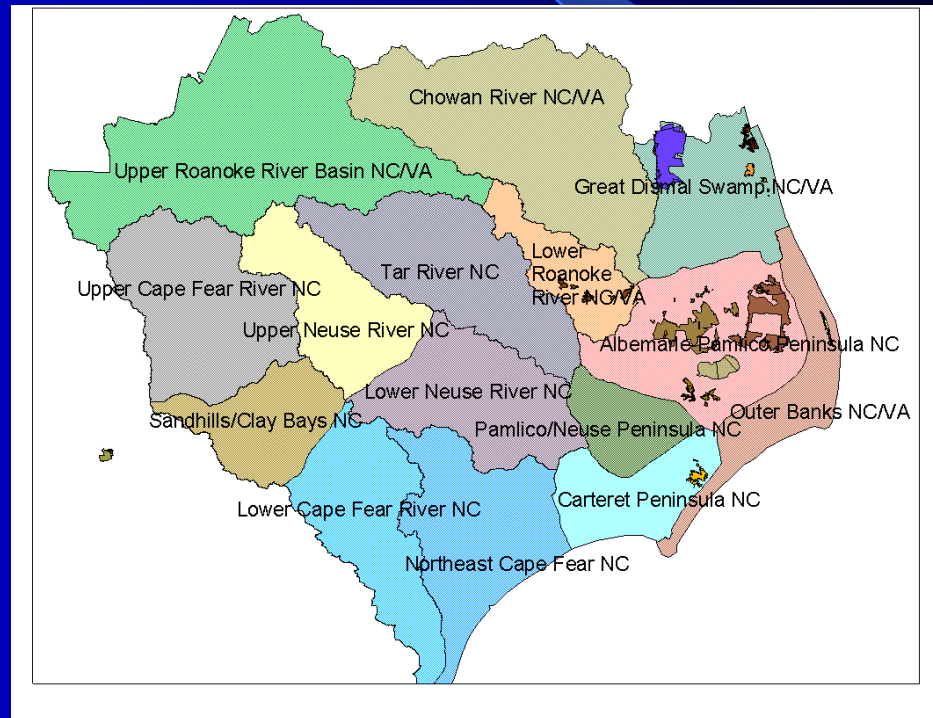 Chowan River NC/VA
Upper Roanoke River Basin NC/VA
Great Dismal Swamp NC/VA
Lower
Roanoke
River NC/VA
Tar River NC
Upper Cape Fear River NC
Upper Neuse River NC
Albemarle-Pamlico Peninsula NC
Lower Neuse River NC
Outer Banks NC/VA
Sandhills/Clay Bays NC
Pamlico/Neuse Peninsula NC
Carteret Peninsula NC
Lower Cape Fear River NC
Northeast Cape Fear NC